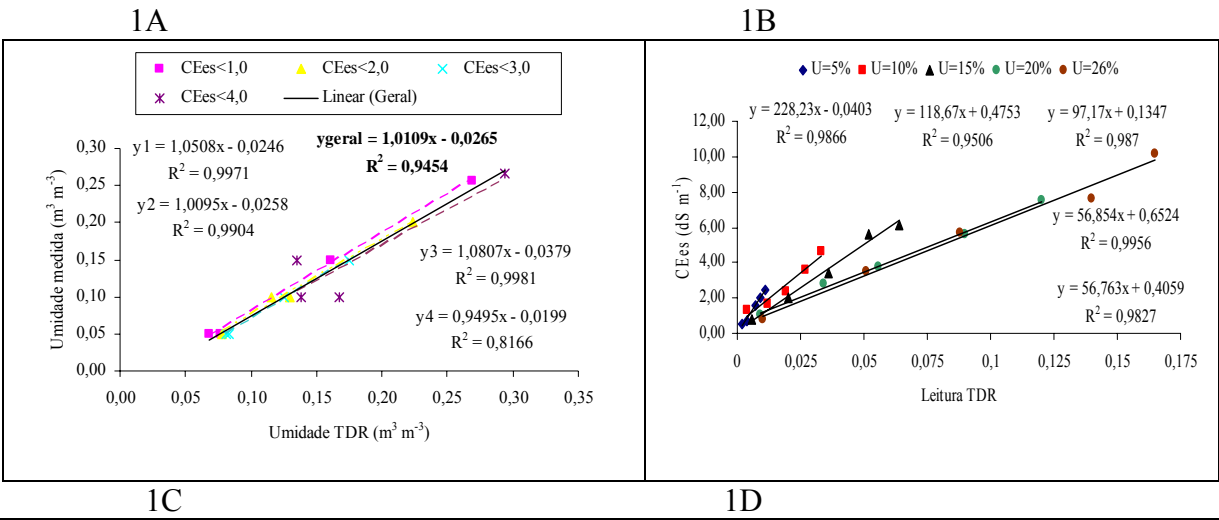 1A
1B
CEes<1,0 CEes<2,0 CEes<3,0
CEes<4,0 Linear (Geral)
y1 = 1,0508x - 0,0246
R² = 0,9971
ygeral = 1,0109x - 0,0265
R² = 0,9454
y2 = 1,0095x - 0,0258
R² = 0,9904
y3 = 1,0807x - 0,0379
R² = 0,9981
y4 = 0,9495x - 0,0199
R² = 0,8166
Umidade medida (m³ m⁻³)
0,30
0,25
0,20
0,15
0,10
0,05
0,00
0,00 0,05 0,10 0,15 0,20 0,25 0,30 0,35
Umidade TDR (m³ m⁻³)
U=5% U=10% U=15% U=20% U=26%
y = 228,23x - 0,0403
R² = 0,9866
y = 118,67x + 0,4753
R² = 0,9506
y = 97,17x + 0,1347
R² = 0,987
y = 56,854x + 0,6524
R² = 0,9956
y = 56,763x + 0,4059
R² = 0,9827
CEes (dS m⁻¹)
12,00
10,00
8,00
6,00
4,00
2,00
0,00
0 0,025 0,05 0,075 0,1 0,125 0,15 0,175
Leitura TDR
1C
1D